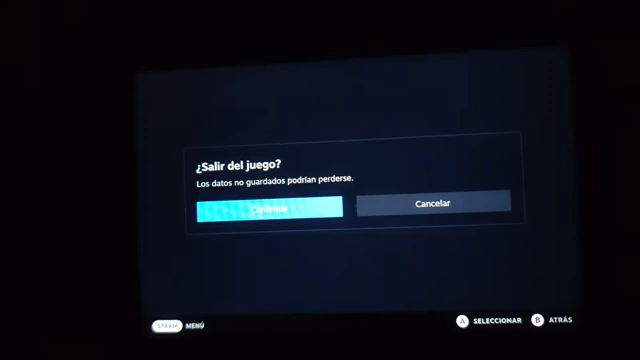 ¿Salir del juego?
Los datos no guardados podrían perderse.
Confirmar
Cancelar
STEAM MENÚ
A SELECCIONAR B ATRÁS